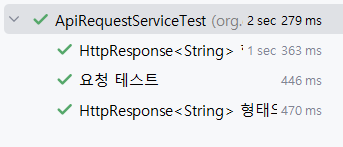 ApiRequestServiceTest (org. 2 sec 279 ms
HttpResponse<String> 1 sec 363 ms
요청 테스트 446 ms
HttpResponse<String> 형태의 470 ms